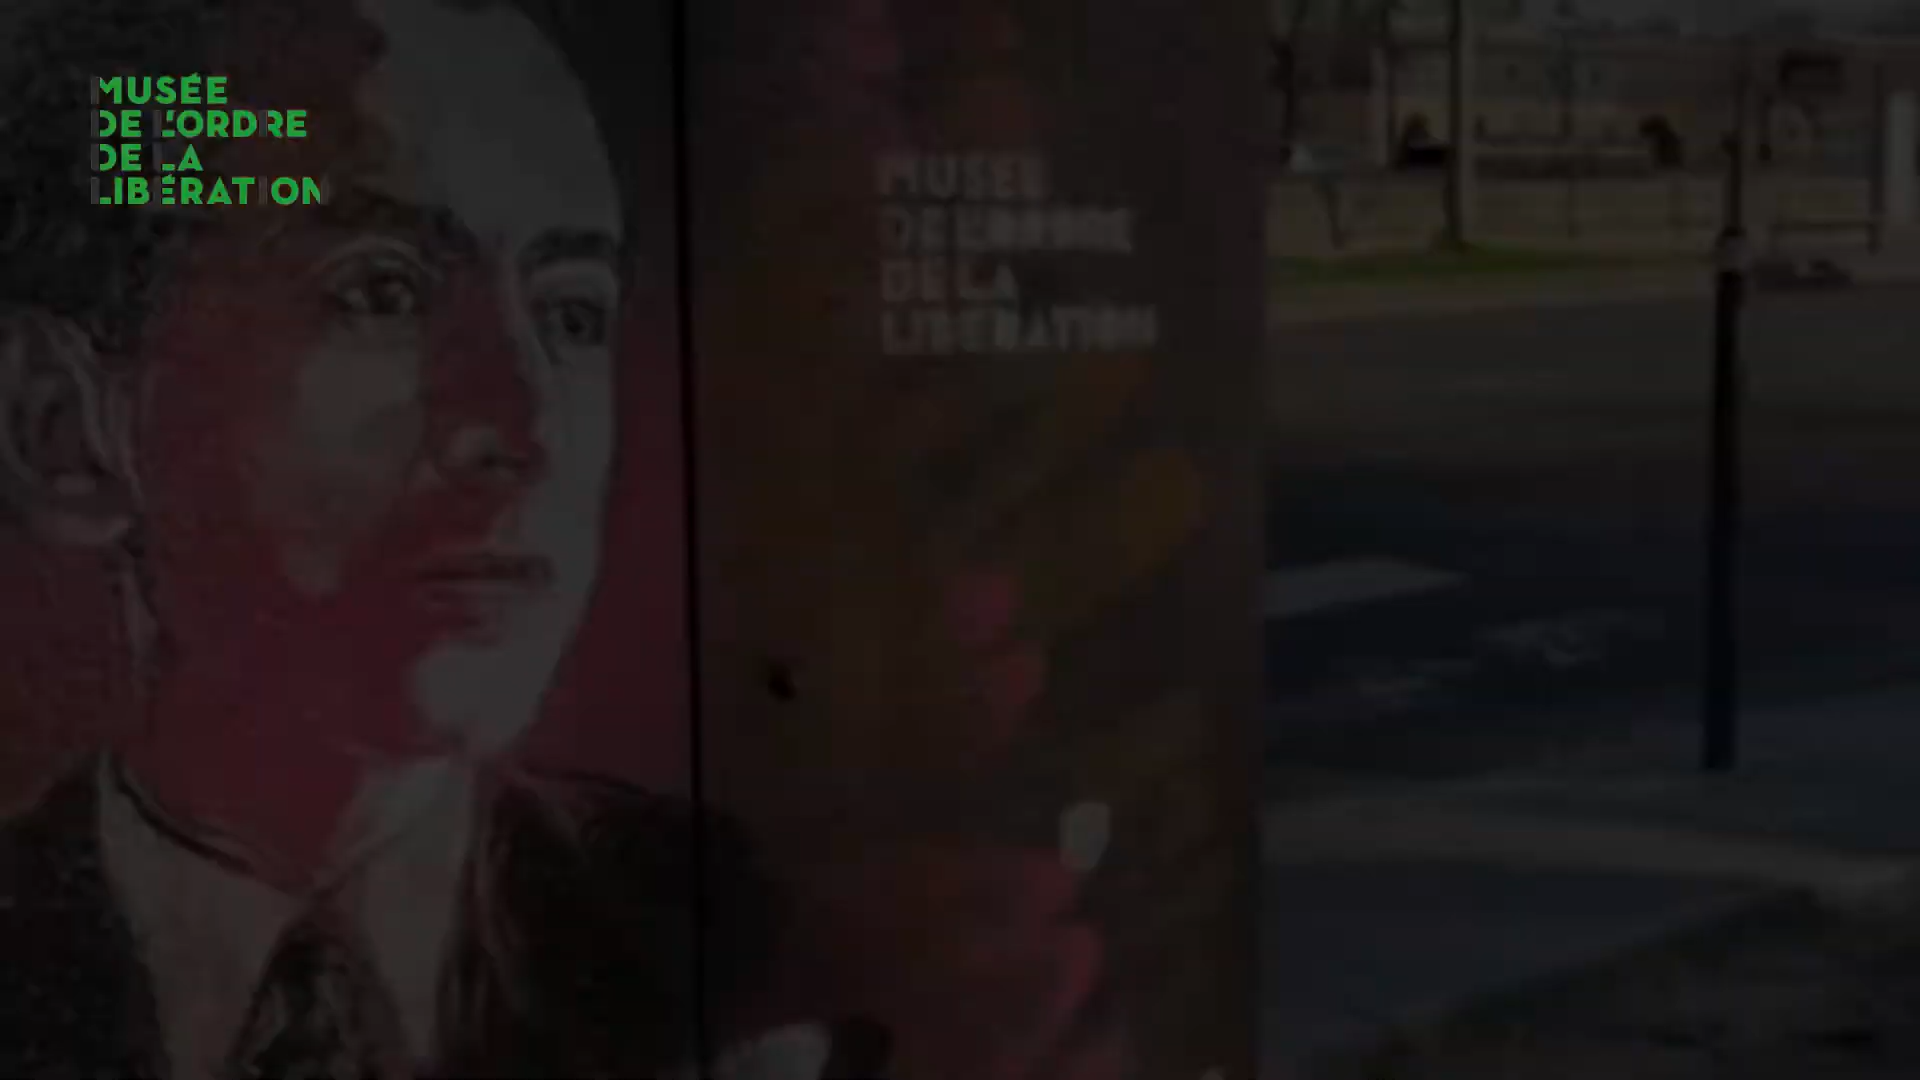 MUSÉE
DE L'ORDRE
DE LA
LIBÉRATION
MUSÉE
DE L'ORDRE
DE LA
LIBÉRATION